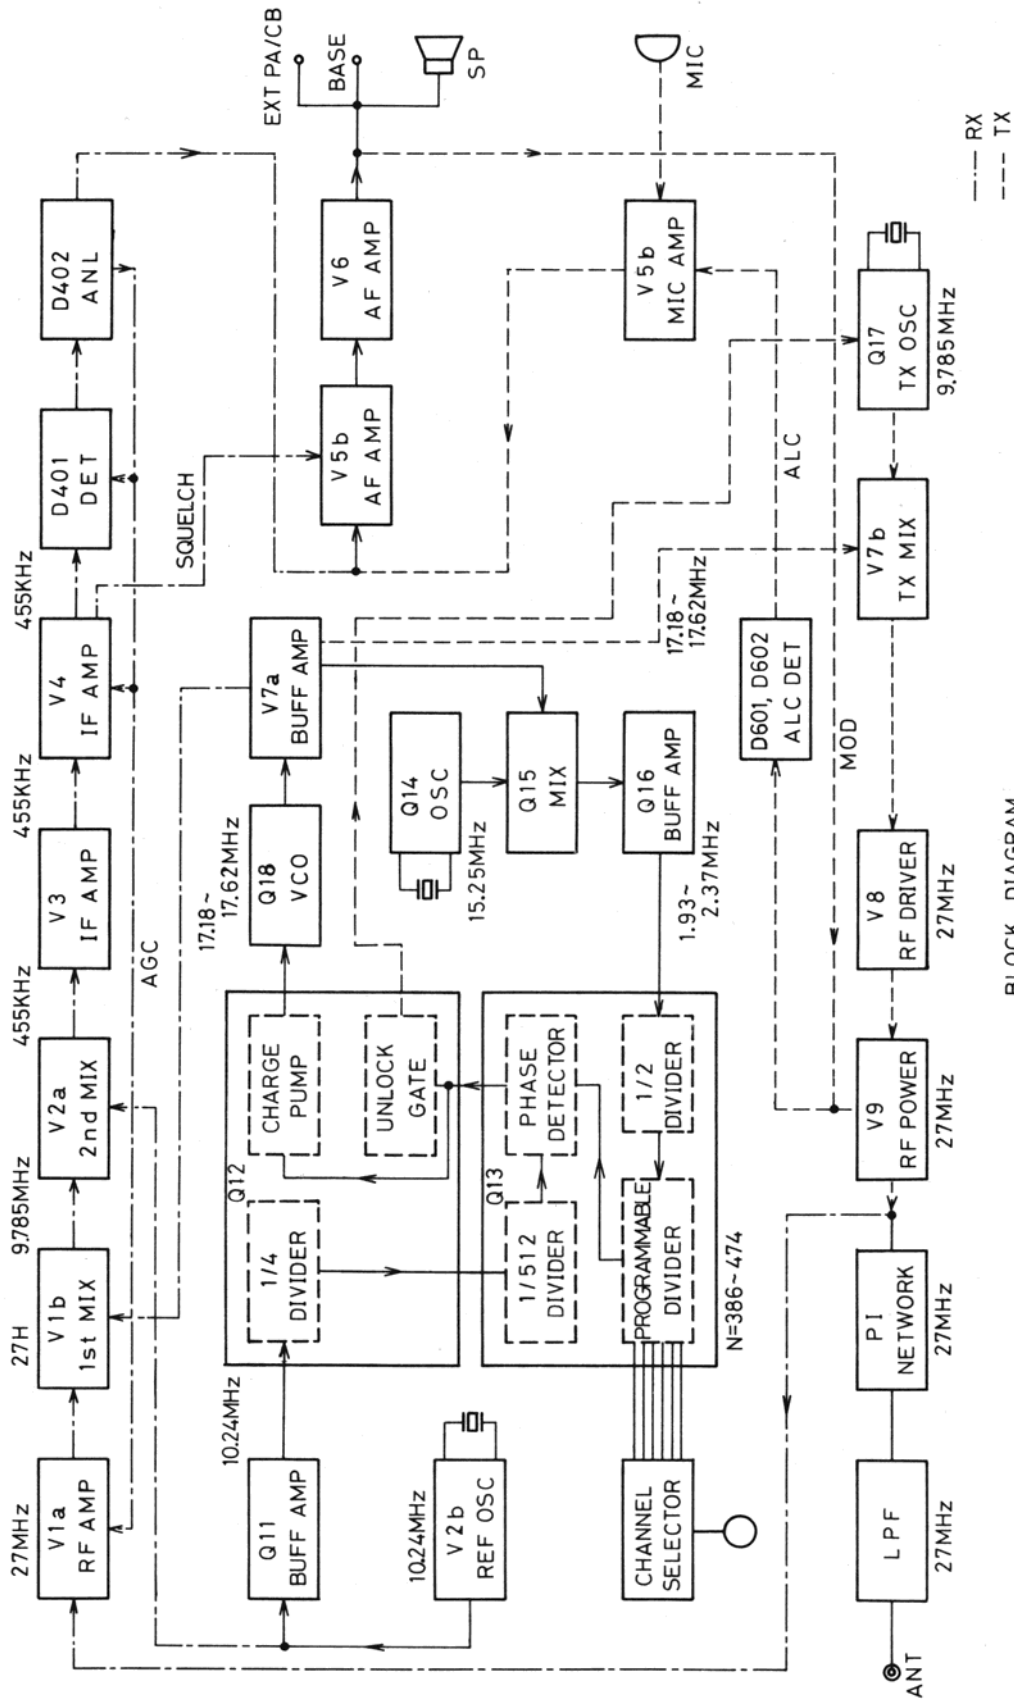 27MHz
V1a
RF AMP
27H
V1b
1st MIX
9.785MHz
V2a
2nd MIX
455KHz
V3
IF AMP
455KHz
V4
IF AMP
455KHz
D401
DET
D402
ANL
AGC
SQUELCH
EXT PA/CB
BASE
SP
10.24MHz
Q11
BUFF AMP
Q12
1/4
DIVIDER
CHARGE
PUMP
UNLOCK
GATE
17.18~
17.62MHz
Q18
VCO
V7a
BUFF AMP
V5b
AF AMP
V6
AF AMP
10.24MHz
V2b
REF OSC
Q13
1/512
DIVIDER
PHASE
DETECTOR
Q14
OSC
15.25MHz
Q15
MIX
CHANNEL
SELECTOR
PROGRAMMABLE
DIVIDER
N=386~474
1/2
DIVIDER
1.93~
2.37MHz
Q16
BUFF AMP
17.18~
17.62MHz
V5b
MIC AMP
MIC
D601, D602
ALC DET
ALC
MOD
ANT
LPF
27MHz
PI
NETWORK
27MHz
V9
RF POWER
27MHz
V8
RF DRIVER
27MHz
V7b
TX MIX
Q17
TX OSC
9.785MHz
RX
TX
BLOCK DIAGRAM